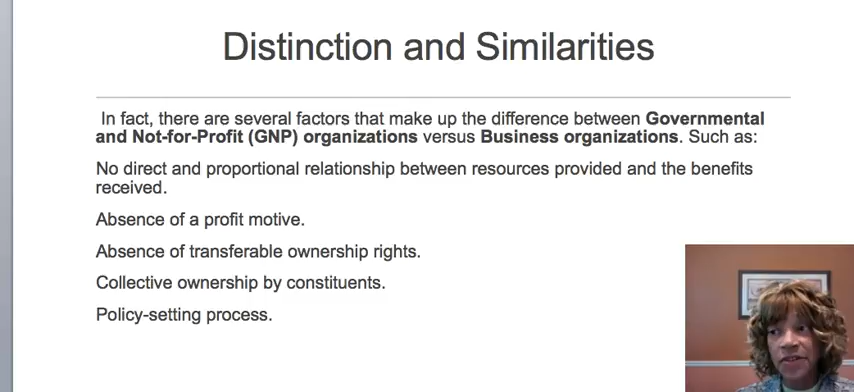 Distinction and Similarities
In fact, there are several factors that make up the difference between Governmental
and Not-for-Profit (GNP) organizations versus Business organizations. Such as:
No direct and proportional relationship between resources provided and the benefits
received.
Absence of a profit motive.
Absence of transferable ownership rights.
Collective ownership by constituents.
Policy-setting process.